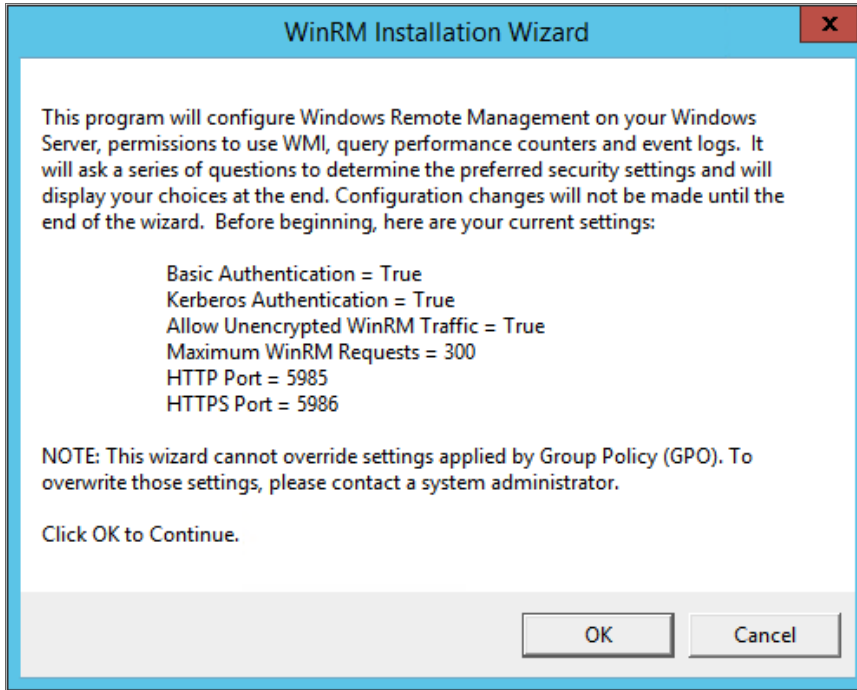 WinRM Installation Wizard
x
This program will configure Windows Remote Management on your Windows
Server, permissions to use WMI, query performance counters and event logs.  It
will ask a series of questions to determine the preferred security settings and will
display your choices at the end. Configuration changes will not be made until the
end of the wizard.  Before beginning, here are your current settings:
Basic Authentication = True
Kerberos Authentication = True
Allow Unencrypted WinRM Traffic = True
Maximum WinRM Requests = 300
HTTP Port = 5985
HTTPS Port = 5986
NOTE: This wizard cannot override settings applied by Group Policy (GPO). To
overwrite those settings, please contact a system administrator.
Click OK to Continue.
OK
Cancel